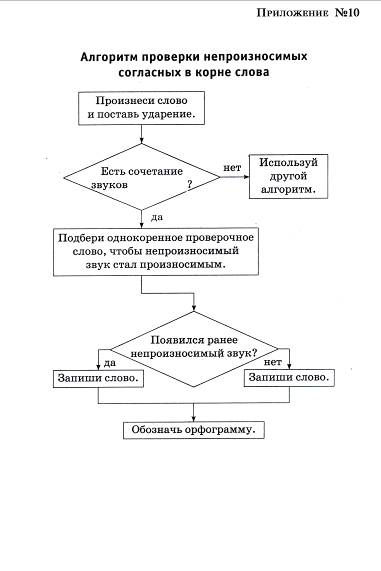 Приложение №10
Алгоритм проверки непроизносимых
согласных в корне слова
Произнеси слово
и поставь ударение.
Есть сочетание
звуков ?
нет
Используй
другой
алгоритм.
да
Подбери однокоренное проверочное
слово, чтобы непроизносимый
звук стал произносимым.
Появился ранее
непроизносимый звук?
да
нет
Запиши слово.
Запиши слово.
Обозначь орфограмму.